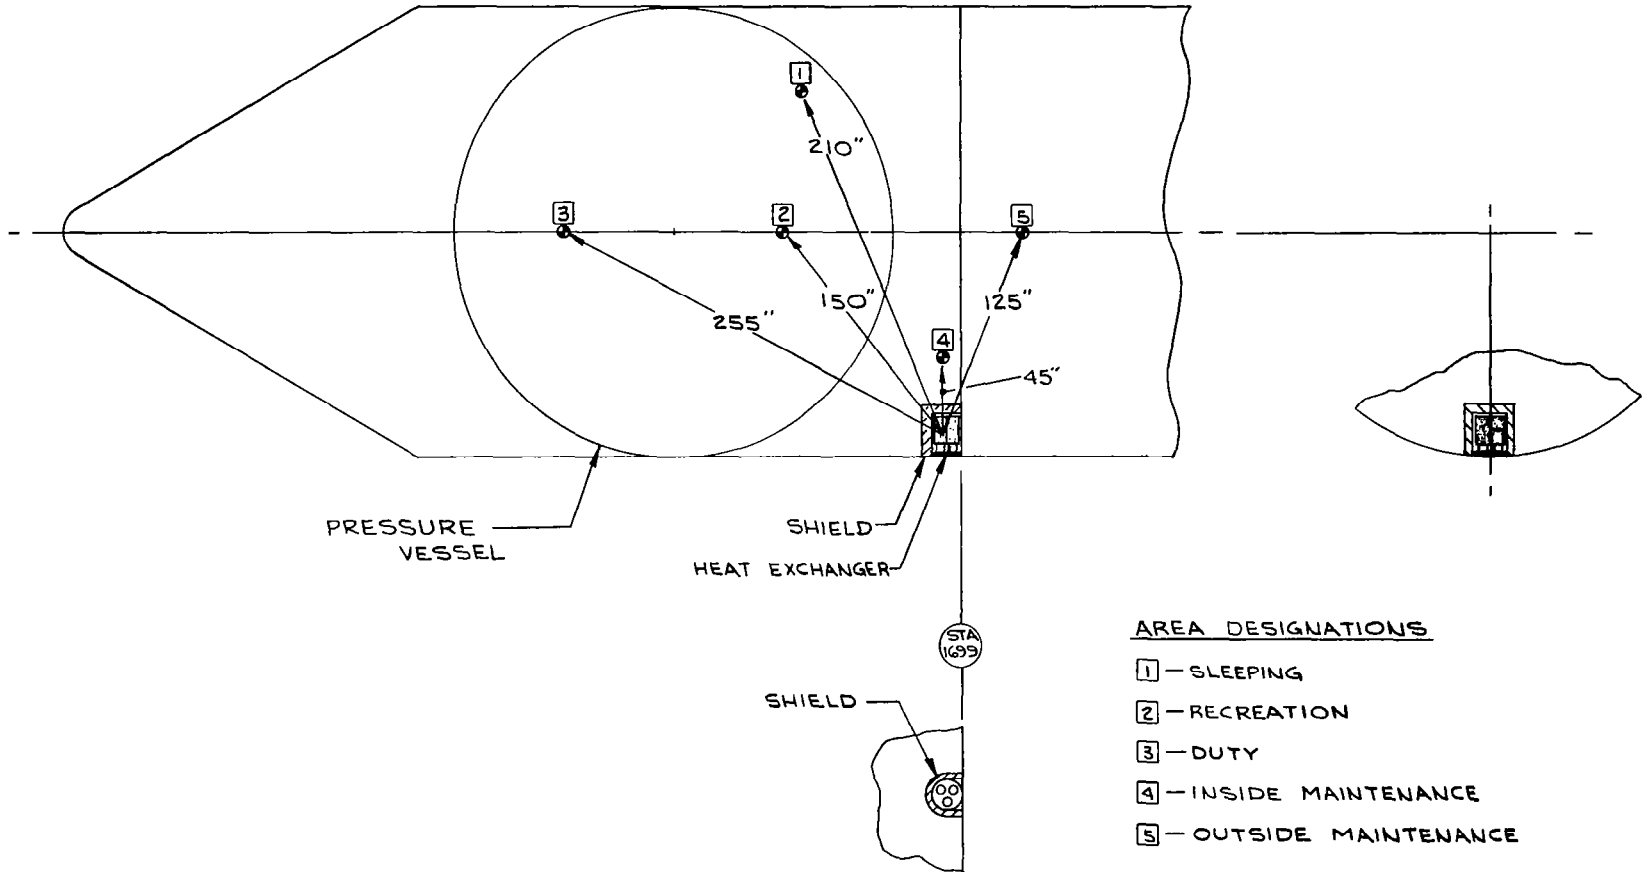 1
210"
3
2
5
150"
125"
255"
4
45"
PRESSURE
VESSEL
SHIELD
HEAT EXCHANGER
STA
1699
SHIELD
AREA DESIGNATIONS
1 — SLEEPING
2 — RECREATION
3 — DUTY
4 — INSIDE MAINTENANCE
5 — OUTSIDE MAINTENANCE